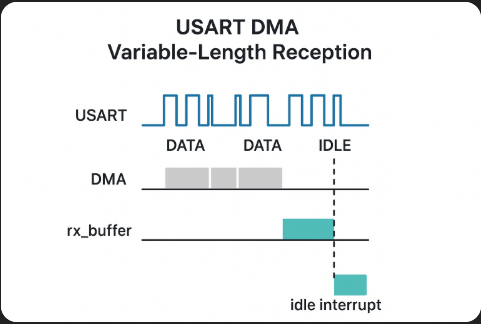 USART DMA
Variable-Length Reception
USART
DATA DATA IDLE
DMA
rx_buffer
idle interrupt